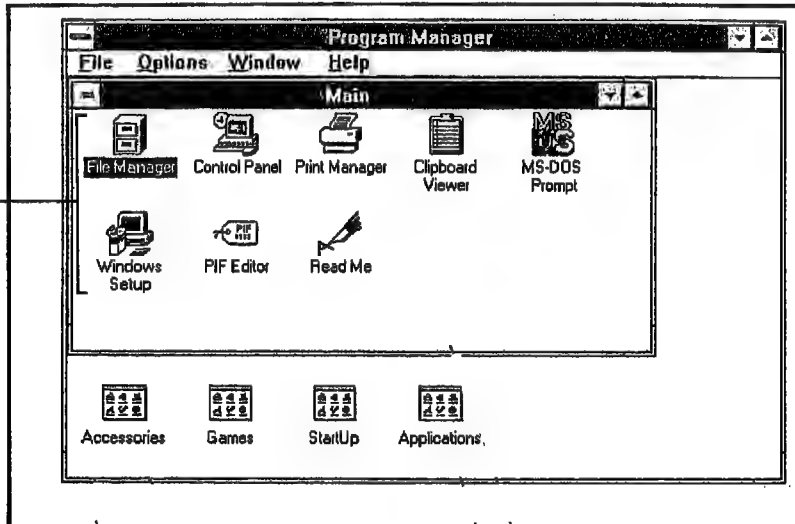 Program Manager
File Options Window Help
Main
File Manager Control Panel Print Manager Clipboard Viewer MS-DOS Prompt
Windows Setup PIF Editor Read Me
Accessories Games StartUp Applications